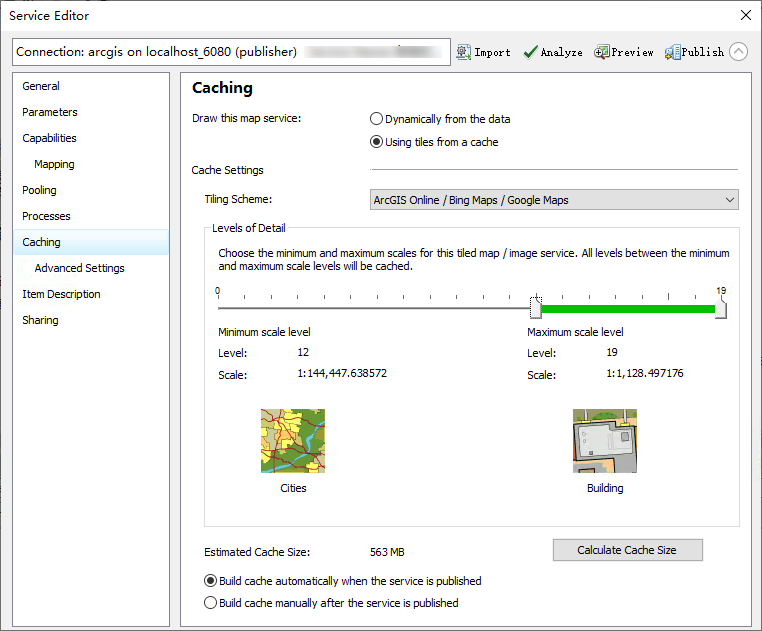 Service Editor
Connection: arcgis on localhost_6080 (publisher)
Import
Analyze
Preview
Publish
General
Parameters
Capabilities
Mapping
Pooling
Processes
Caching
Advanced Settings
Item Description
Sharing
Caching
Draw this map service:
Dynamically from the data
Using tiles from a cache
Cache Settings
Tiling Scheme:
ArcGIS Online / Bing Maps / Google Maps
Levels of Detail
Choose the minimum and maximum scales for this tiled map / image service. All levels between the minimum
and maximum scale levels will be cached.
0
19
Minimum scale level
Maximum scale level
Level: 12
Level: 19
Scale: 1:144,447.638572
Scale: 1:1,128.497176
Cities
Building
Estimated Cache Size: 563 MB
Calculate Cache Size
Build cache automatically when the service is published
Build cache manually after the service is published